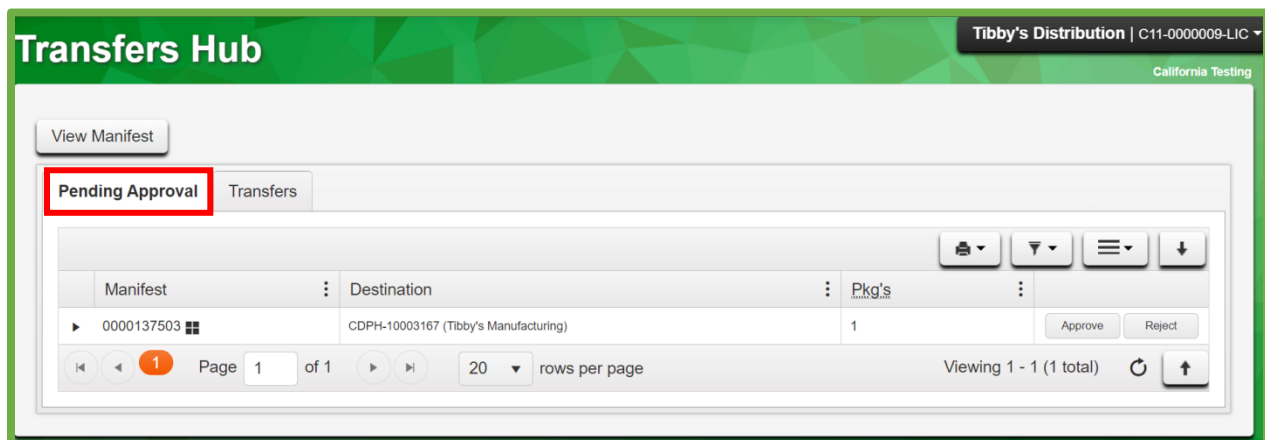 Transfers Hub
Tibby's Distribution | C11-0000009-LIC
California Testing
View Manifest
Pending Approval Transfers
Manifest Destination Pkg's
0000137503 CDPH-10003167 (Tibby's Manufacturing) 1 Approve Reject
1 Page 1 of 1 20 rows per page Viewing 1 - 1 (1 total)